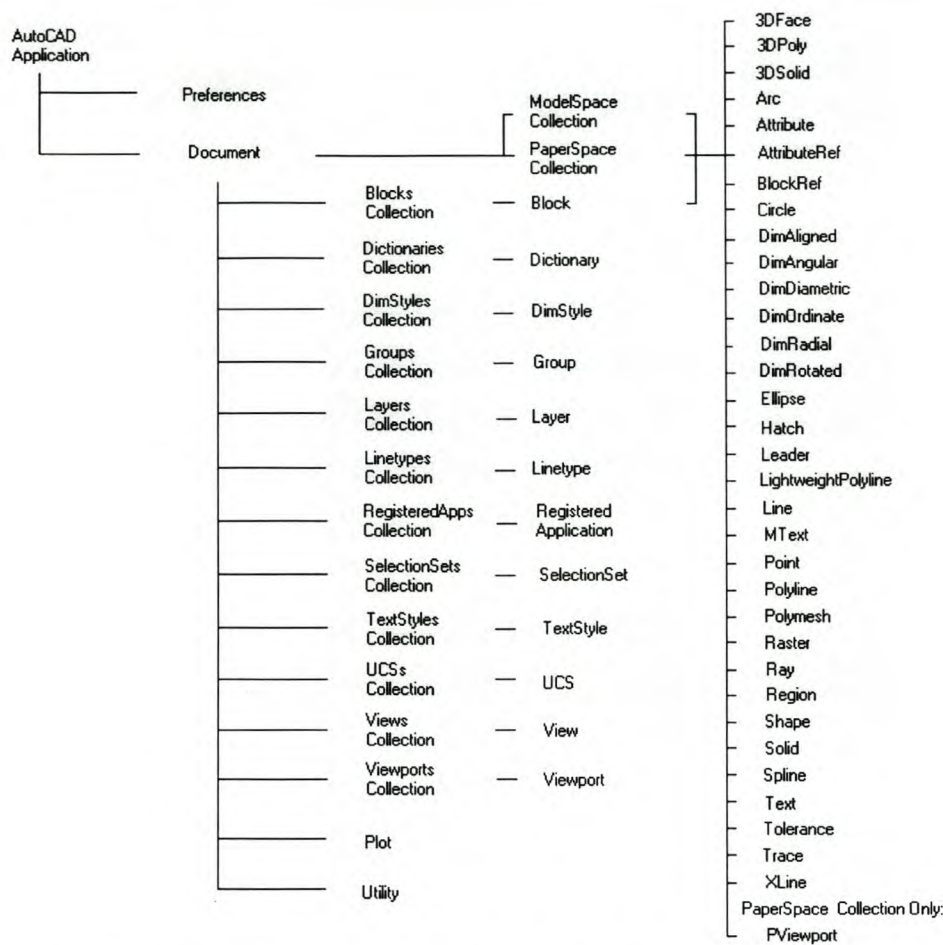 AutoCAD
Application
Preferences
Document
ModelSpace
Collection
PaperSpace
Collection
Blocks
Collection
Block
Dictionaries
Collection
Dictionary
DimStyles
Collection
DimStyle
Groups
Collection
Group
Layers
Collection
Layer
Linetypes
Collection
Linetype
RegisteredApps
Collection
Registered
Application
SelectionSets
Collection
SelectionSet
TextStyles
Collection
TextStyle
UCSs
Collection
UCS
Views
Collection
View
Viewports
Collection
Viewport
Plot
Utility
3DFace
3DPoly
3DSolid
Arc
Attribute
AttributeRef
BlockRef
Circle
DimAligned
DimAngular
DimDiametric
DimOrdinate
DimRadial
DimRotated
Ellipse
Hatch
Leader
LightweightPolyline
Line
MText
Point
Polyline
Polymesh
Raster
Ray
Region
Shape
Solid
Spline
Text
Tolerance
Trace
XLine
PaperSpace Collection Only:
PViewport